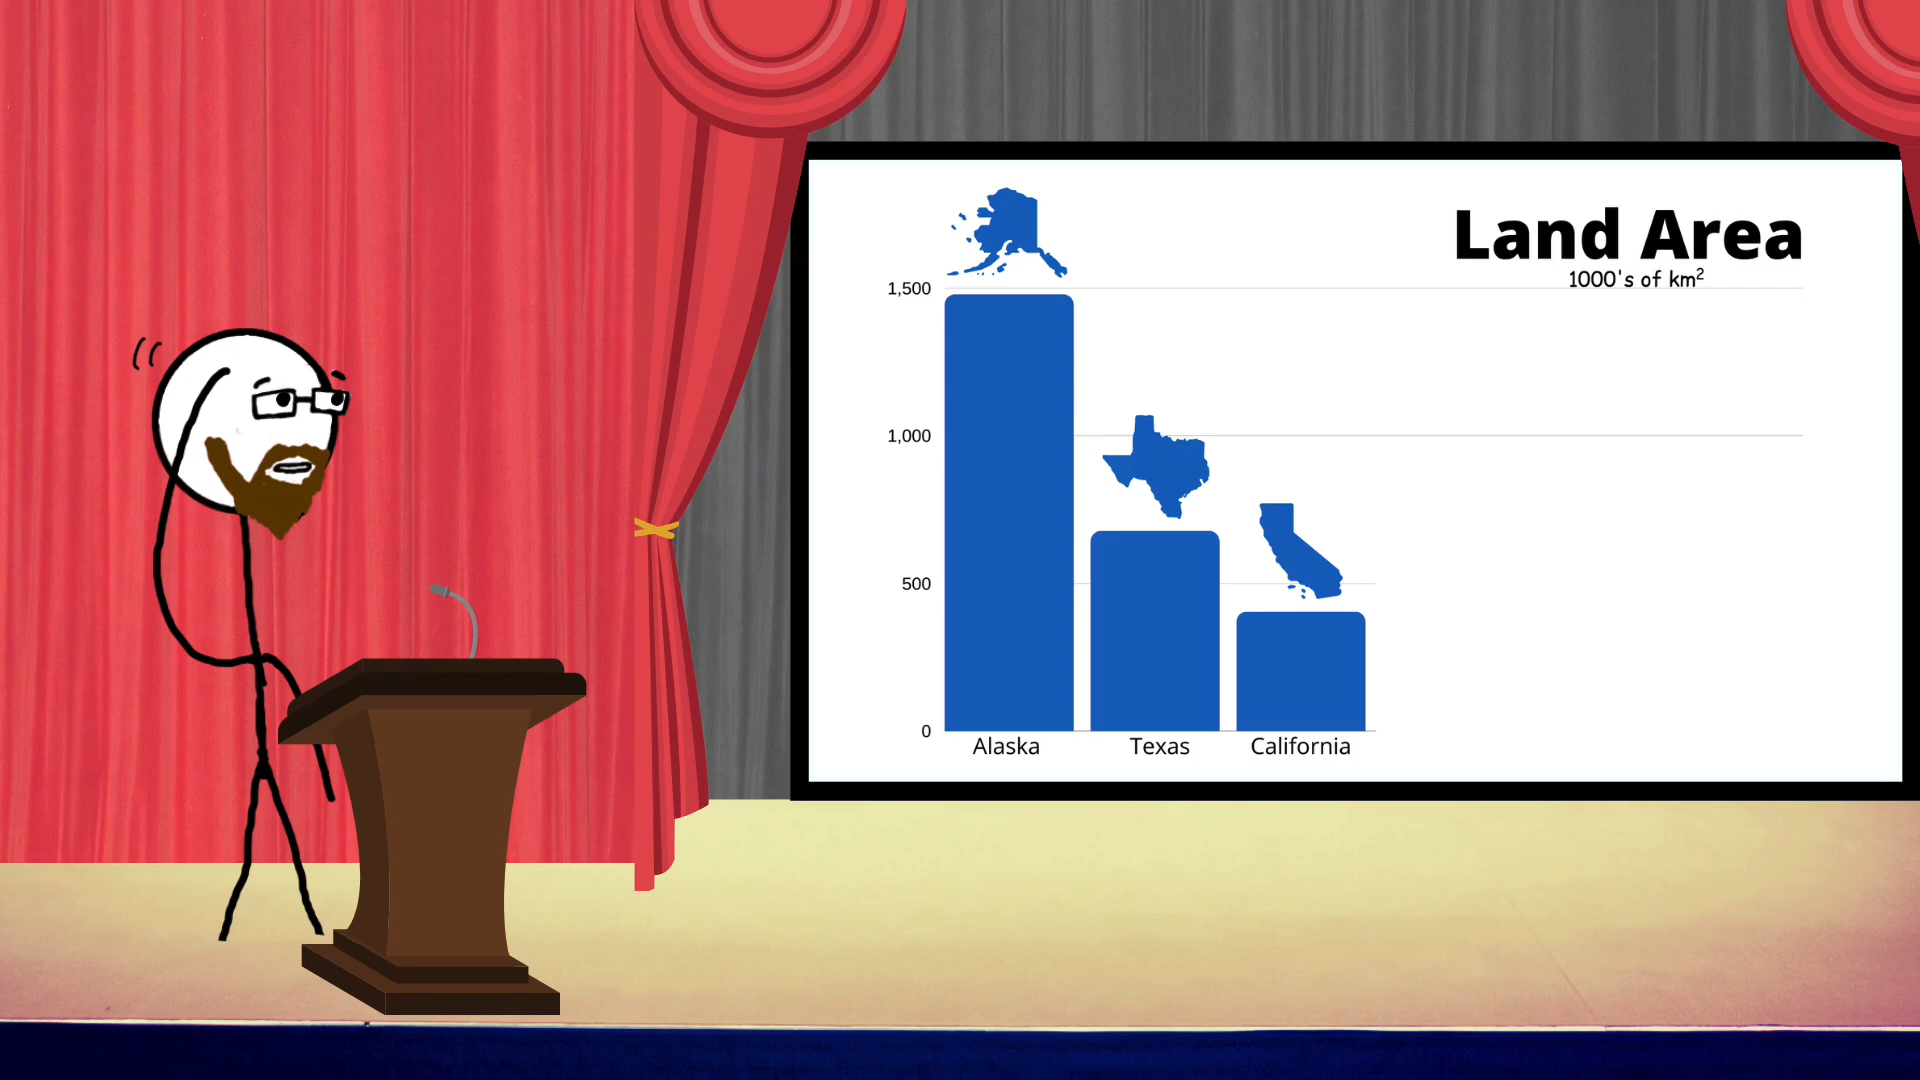 Land Area
1000's of km²
1,500
1,000
500
0
Alaska
Texas
California